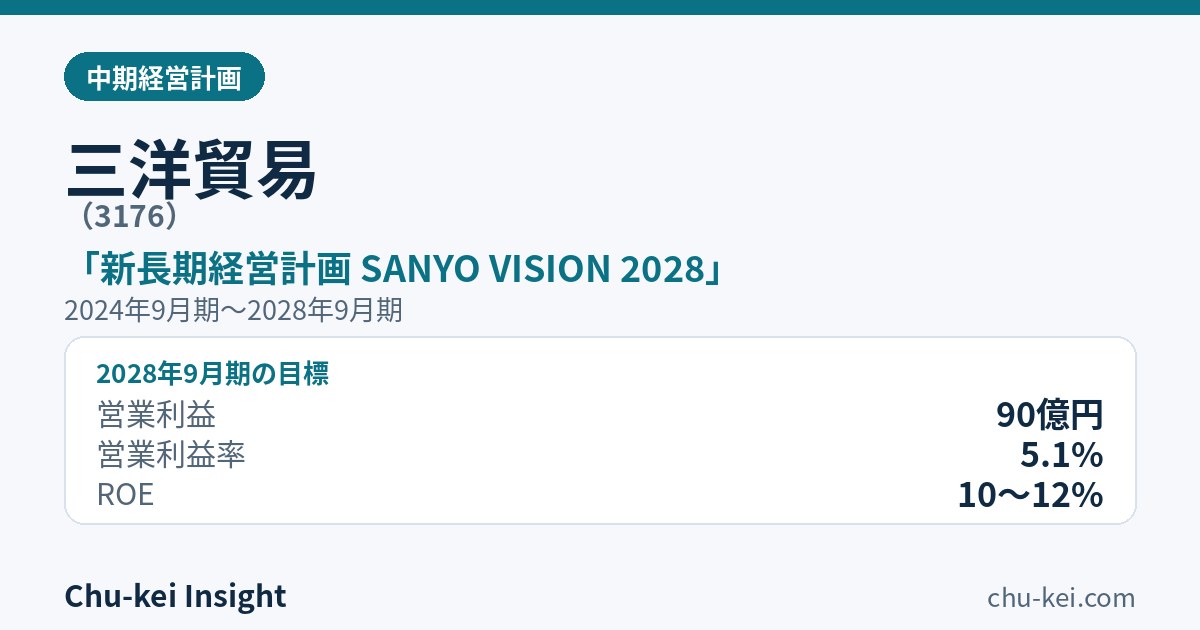 中期経営計画
三洋貿易
（3176）
「新長期経営計画 SANYO VISION 2028」
2024年9月期～2028年9月期
2028年9月期の目標
営業利益 90億円
営業利益率 5.1%
ROE 10～12%
Chu-kei Insight chu-kei.com